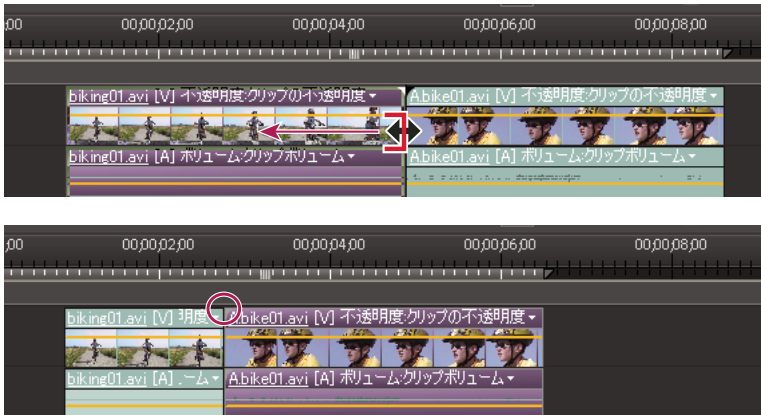 ;00 00;00;02;00 00;00;04;00 00;00;06;00 00;00;08;00
biking01.avi [V] 不透明度:クリップの不透明度 A.bike01.avi [V] 不透明度:クリップの不透明度
biking01.avi [A] ボリューム:クリップボリューム A.bike01.avi [A] ボリューム:クリップボリューム
;00 00;00;02;00 00;00;04;00 00;00;06;00 00;00;08;00
biking01.avi [V] 明度 A.bike01.avi [V] 不透明度:クリップの不透明度
biking01.avi [A] .ーム A.bike01.avi [A] ボリューム:クリップボリューム